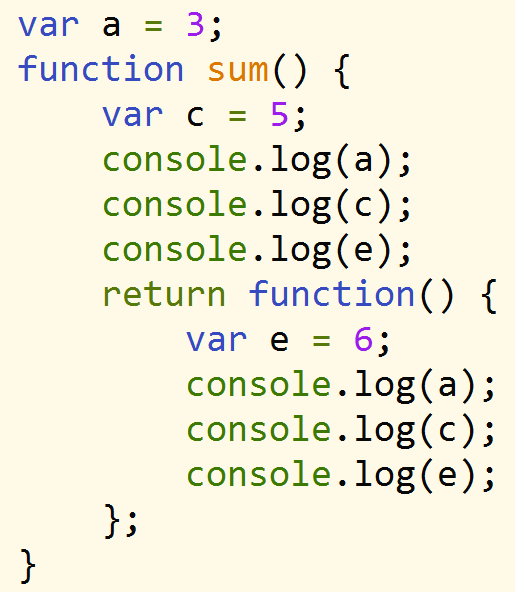 var a = 3;
function sum() {
    var c = 5;
    console.log(a);
    console.log(c);
    console.log(e);
    return function() {
        var e = 6;
        console.log(a);
        console.log(c);
        console.log(e);
    };
}